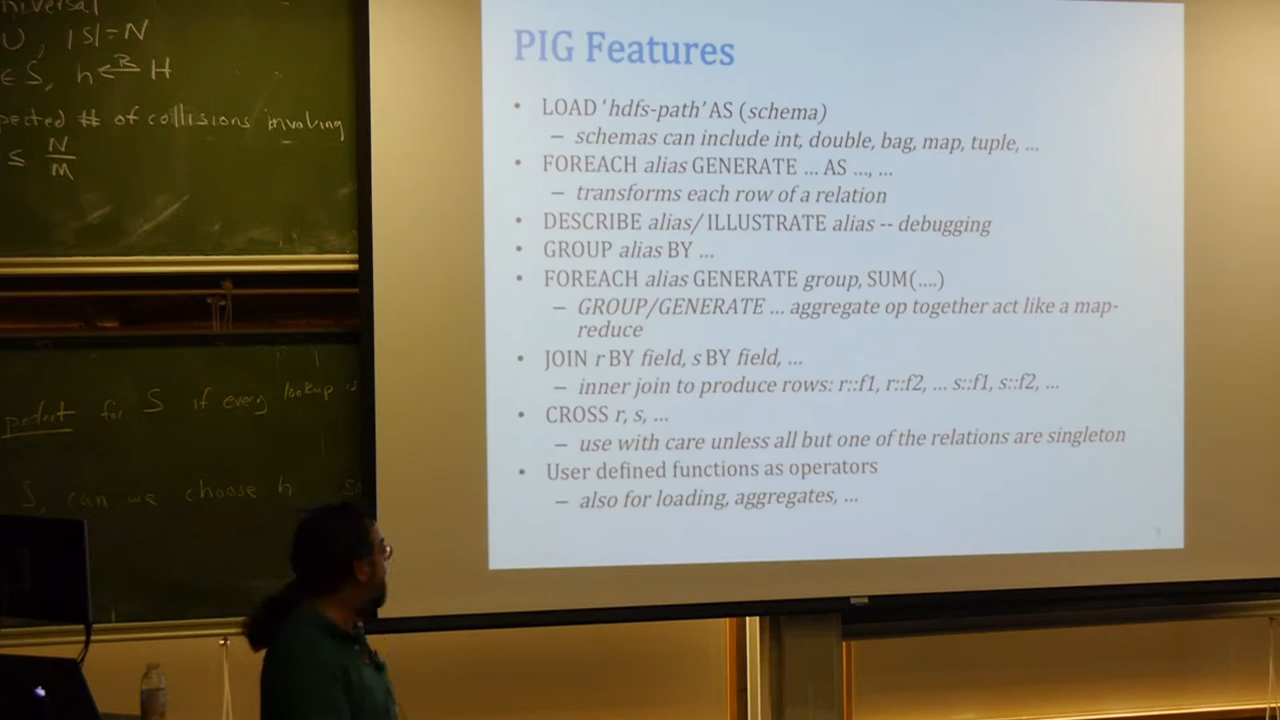 niversal
U, |S|=N
∈ S, h ←R H
pected # of collisions involving
≤ N/M
perfect for S if every lookup is
S, can we choose h so
PIG Features
• LOAD 'hdfs-path' AS (schema)
– schemas can include int, double, bag, map, tuple, …
• FOREACH alias GENERATE … AS …, …
– transforms each row of a relation
• DESCRIBE alias/ ILLUSTRATE alias -- debugging
• GROUP alias BY …
• FOREACH alias GENERATE group, SUM(….)
– GROUP/GENERATE … aggregate op together act like a map-
reduce
• JOIN r BY field, s BY field, …
– inner join to produce rows: r::f1, r::f2, … s::f1, s::f2, …
• CROSS r, s, …
– use with care unless all but one of the relations are singleton
• User defined functions as operators
– also for loading, aggregates, …